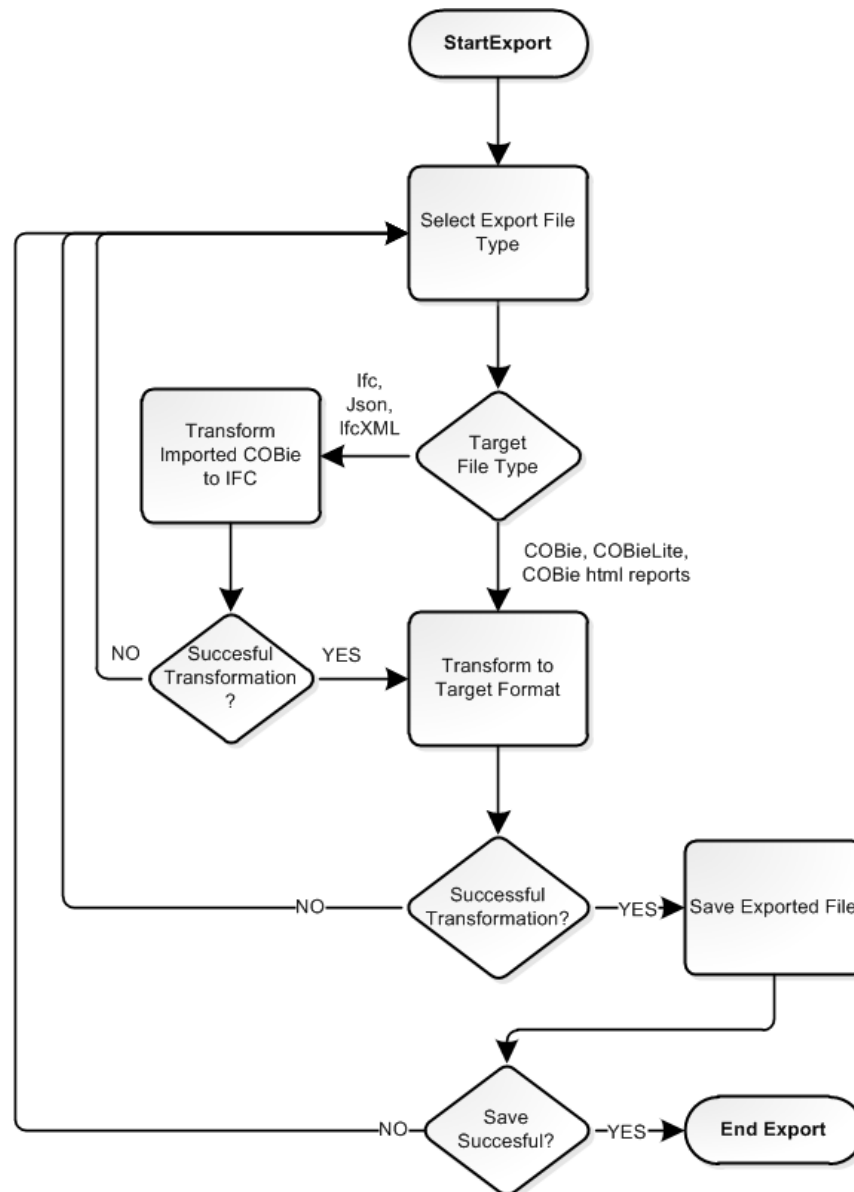 StartExport
Select Export File
Type
Ifc,
Json,
IfcXML
Transform
Imported COBie
to IFC
Target
File Type
COBie, COBieLite,
COBie html reports
NO
Succesful
Transformation
?
YES
Transform to
Target Format
NO
Successful
Transformation?
YES
Save Exported File
NO
Save
Succesful?
YES
End Export